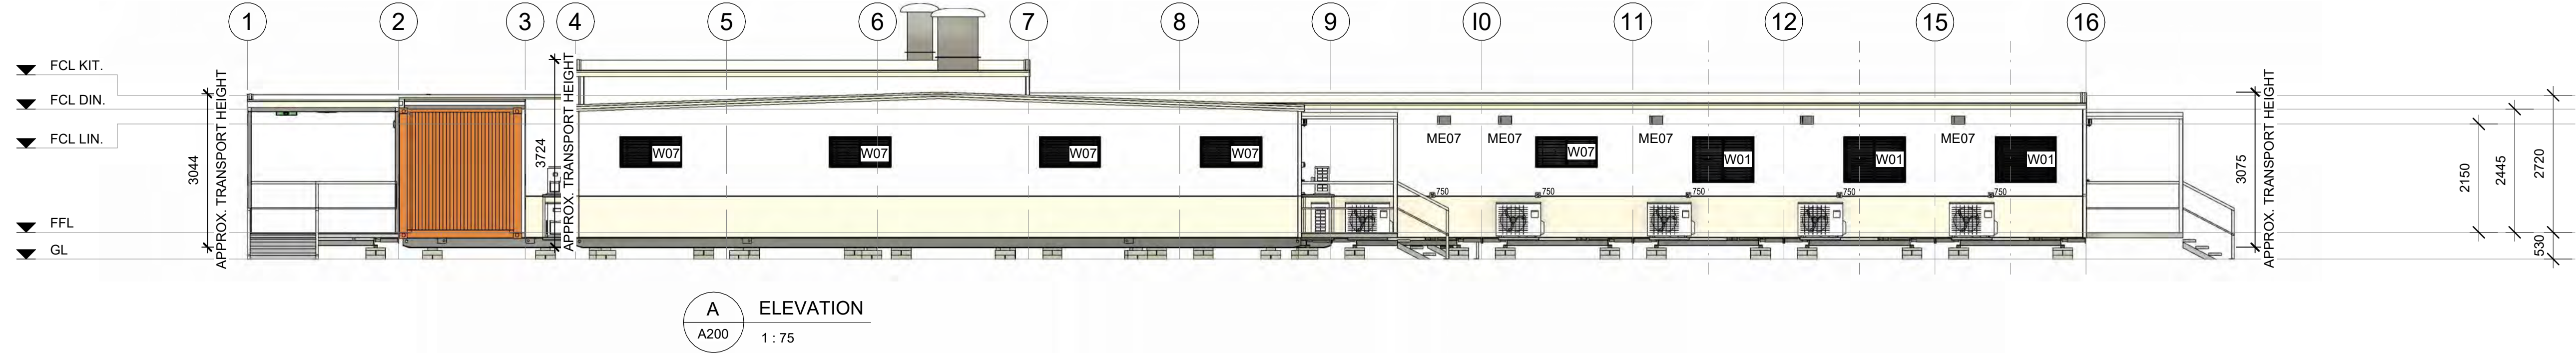 1 2 3 4 5 6 7 8 9 I0 11 12 15 16
FCL KIT.
FCL DIN.
FCL LIN.
FFL
GL
3044
APPROX. TRANSPORT HEIGHT
3724
APPROX. TRANSPORT HEIGHT
W07 W07 W07 W07
ME07 ME07 ME07 ME07
W07 W01 W01 W01
750 750 750 750 750
3075
APPROX. TRANSPORT HEIGHT
2150
2445
2720
530
A
A200
ELEVATION
1 : 75